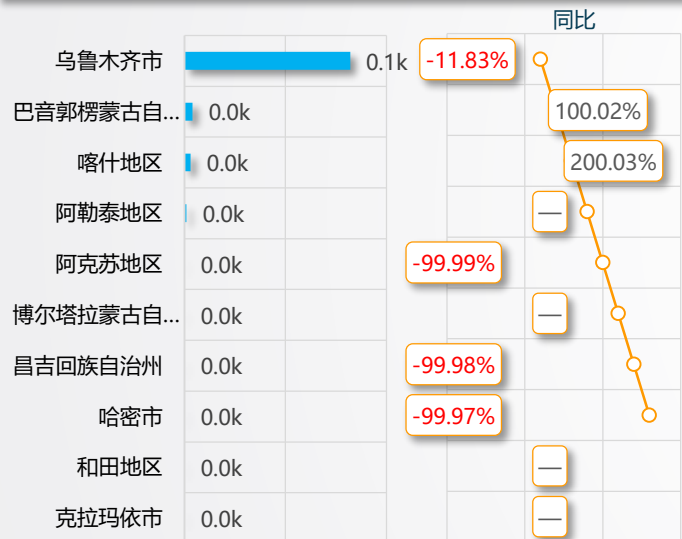 同比
乌鲁木齐市 0.1k -11.83%
巴音郭楞蒙古自... 0.0k 100.02%
喀什地区 0.0k 200.03%
阿勒泰地区 0.0k —
阿克苏地区 0.0k -99.99%
博尔塔拉蒙古自... 0.0k —
昌吉回族自治州 0.0k -99.98%
哈密市 0.0k -99.97%
和田地区 0.0k —
克拉玛依市 0.0k —